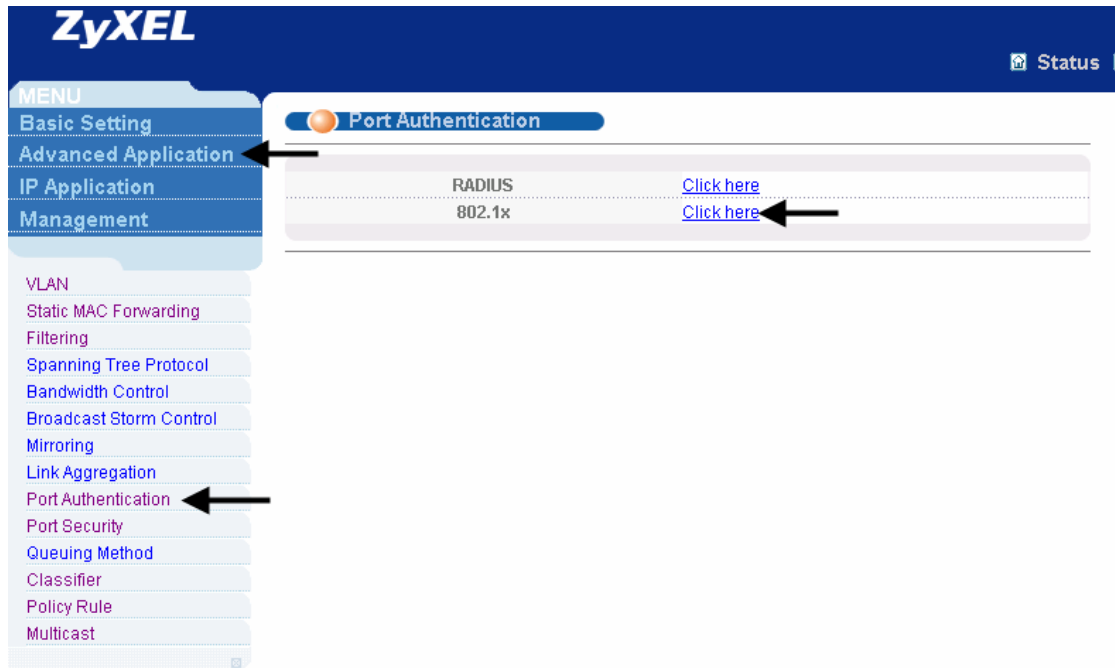 ZyXEL
Status
MENU
Basic Setting
Advanced Application
IP Application
Management
Port Authentication
RADIUS Click here
802.1x Click here
VLAN
Static MAC Forwarding
Filtering
Spanning Tree Protocol
Bandwidth Control
Broadcast Storm Control
Mirroring
Link Aggregation
Port Authentication
Port Security
Queuing Method
Classifier
Policy Rule
Multicast